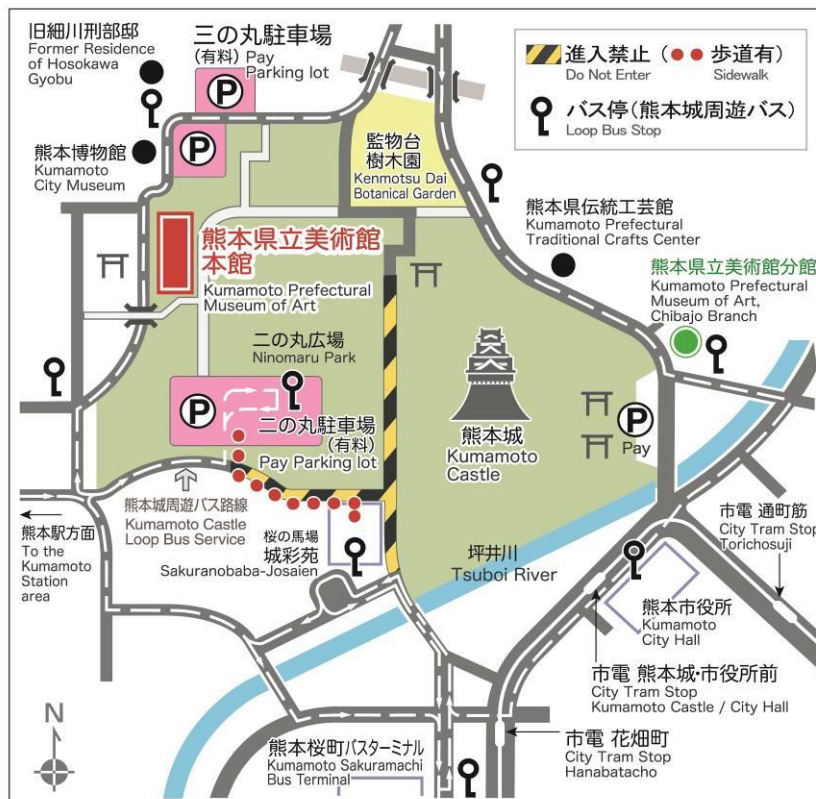 旧細川刑部邸
Former Residence
of Hosokawa
Gyobu
三の丸駐車場
(有料) Pay
Parking lot
P
P
熊本博物館
Kumamoto
City Museum
監物台
樹木園
Kenmotsu Dai
Botanical Garden
進入禁止 ( 歩道有)
Do Not Enter
Sidewalk
バス停(熊本城周遊バス)
Loop Bus Stop
熊本県伝統工芸館
Kumamoto Prefectural
Traditional Crafts Center
熊本県立美術館分館
Kumamoto Prefectural
Museum of Art,
Chibajo Branch
熊本県立美術館
本館
Kumamoto Prefectural
Museum of Art
二の丸広場
Ninomaru Park
P
二の丸駐車場
(有料)
Pay Parking lot
熊本城
Kumamoto
Castle
P
Pay
熊本城周遊バス路線
Kumamoto Castle
Loop Bus Service
熊本駅方面
To the
Kumamoto
Station
area
桜の馬場
城彩苑
Sakuranobaba-Josaien
坪井川
Tsuboi River
市電 通町筋
City Tram Stop
Torichosuji
熊本市役所
Kumamoto
City Hall
市電 熊本城・市役所前
City Tram Stop
Kumamoto Castle / City Hall
市電 花畑町
City Tram Stop
Hanabatacho
熊本桜町バスターミナル
Kumamoto Sakuramachi
Bus Terminal
N